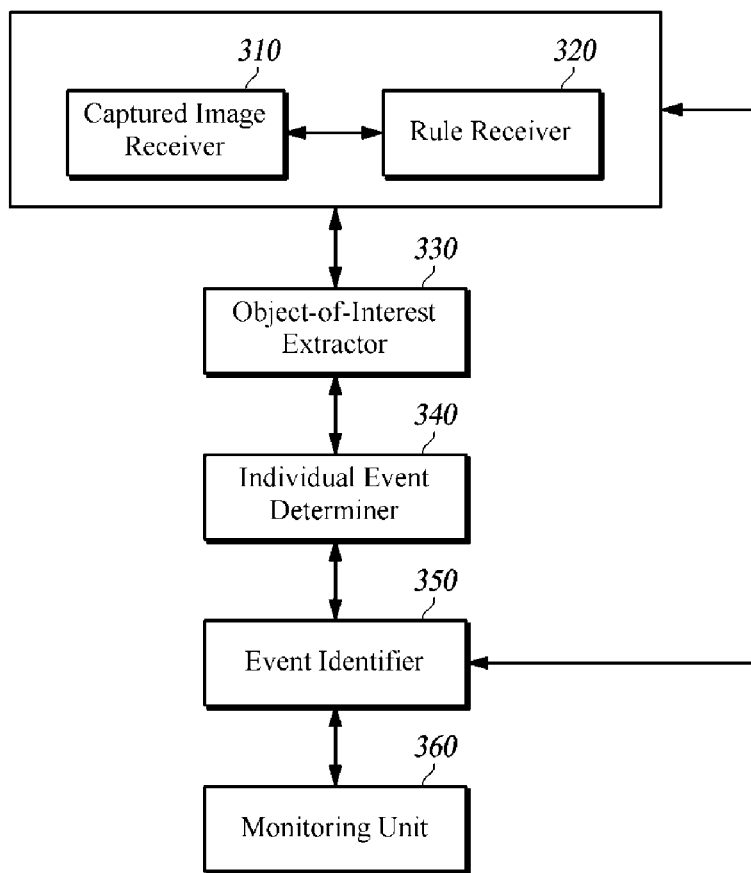 310
320
Captured Image
Receiver
Rule Receiver
330
Object-of-Interest
Extractor
340
Individual Event
Determiner
350
Event Identifier
360
Monitoring Unit